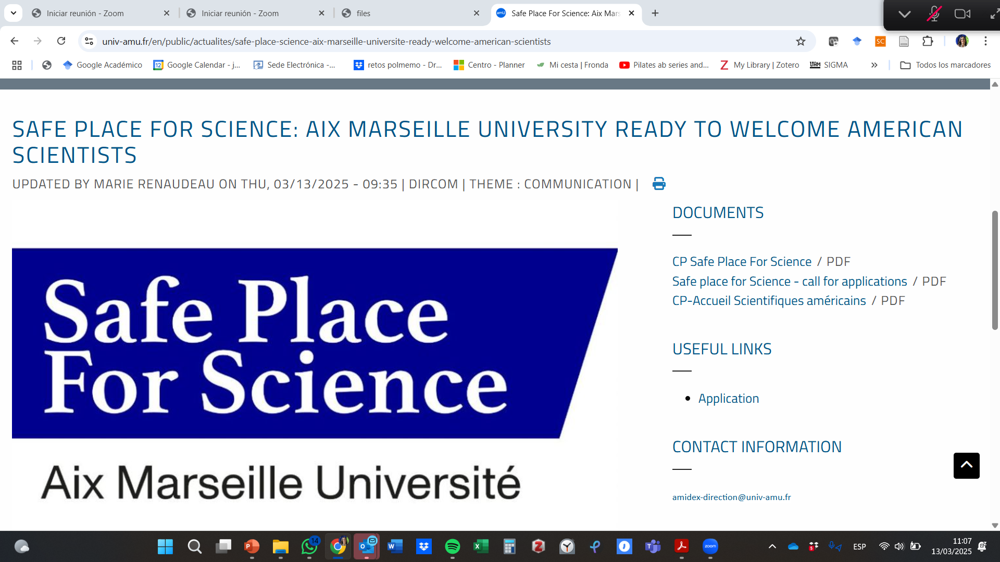 Iniciar reunión - Zoom
Iniciar reunión - Zoom
files
Safe Place For Science: Aix Mars
univ-amu.fr/en/public/actualites/safe-place-science-aix-marseille-universite-ready-welcome-american-scientists
SC
Google Académico
12
Google Calendar - j...
Sede Electrónica -...
retos polmemo - Dr...
Centro - Planner
Mi cesta | Fronda
Pilates ab series and...
My Library | Zotero
UAM
SIGMA
Todos los marcadores
SAFE PLACE FOR SCIENCE: AIX MARSEILLE UNIVERSITY READY TO WELCOME AMERICAN
SCIENTISTS
UPDATED BY MARIE RENAUDEAU ON THU, 03/13/2025 - 09:35 | DIRCOM | THEME : COMMUNICATION |
Safe Place
For Science
Aix Marseille Université
DOCUMENTS
CP Safe Place For Science / PDF
Safe place for Science - call for applications / PDF
CP-Accueil Scientifiques américains / PDF
USEFUL LINKS
• Application
CONTACT INFORMATION
amidex-direction@univ-amu.fr
14
zoom
5
ESP
11:07
13/03/2025